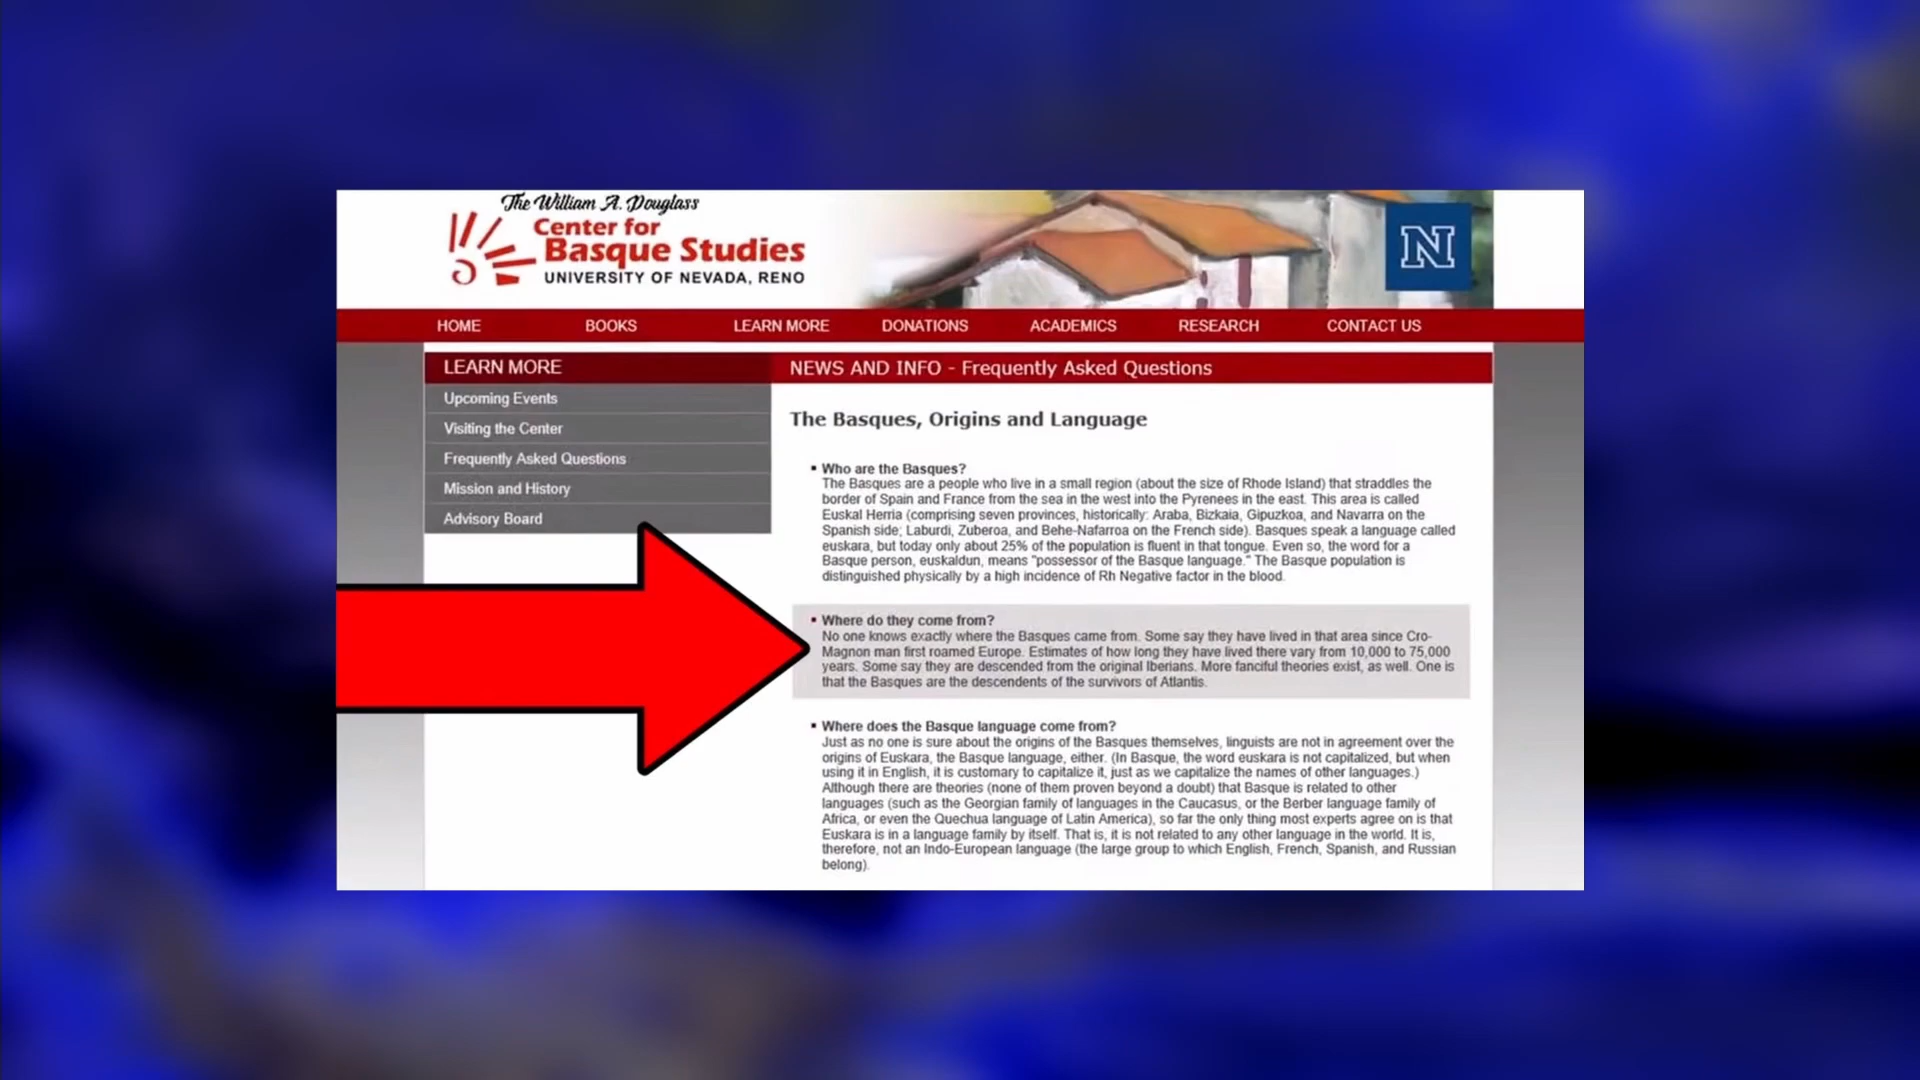 The William A. Douglass
Center for
Basque Studies
UNIVERSITY OF NEVADA, RENO
N
HOME BOOKS LEARN MORE DONATIONS ACADEMICS RESEARCH CONTACT US
LEARN MORE
Upcoming Events
Visiting the Center
Frequently Asked Questions
Mission and History
Advisory Board
NEWS AND INFO - Frequently Asked Questions
The Basques, Origins and Language
▪ Who are the Basques?
The Basques are a people who live in a small region (about the size of Rhode Island) that straddles the
border of Spain and France from the sea in the west into the Pyrenees in the east. This area is called
Euskal Herria (comprising seven provinces, historically: Araba, Bizkaia, Gipuzkoa, and Navarra on the
Spanish side; Laburdi, Zuberoa, and Behe-Nafarroa on the French side). Basques speak a language called
euskara, but today only about 25% of the population is fluent in that tongue. Even so, the word for a
Basque person, euskaldun, means "possessor of the Basque language." The Basque population is
distinguished physically by a high incidence of Rh Negative factor in the blood.
▪ Where do they come from?
No one knows exactly where the Basques came from. Some say they have lived in that area since Cro-
Magnon man first roamed Europe. Estimates of how long they have lived there vary from 10,000 to 75,000
years. Some say they are descended from the original Iberians. More fanciful theories exist, as well. One is
that the Basques are the descendents of the survivors of Atlantis.
▪ Where does the Basque language come from?
Just as no one is sure about the origins of the Basques themselves, linguists are not in agreement over the
origins of Euskara, the Basque language, either. (In Basque, the word euskara is not capitalized, but when
using it in English, it is customary to capitalize it, just as we capitalize the names of other languages.)
Although there are theories (none of them proven beyond a doubt) that Basque is related to other
languages (such as the Georgian family of languages in the Caucasus, or the Berber language family of
Africa, or even the Quechua language of Latin America), so far the only thing most experts agree on is that
Euskara is in a language family by itself. That is, it is not related to any other language in the world. It is,
therefore, not an Indo-European language (the large group to which English, French, Spanish, and Russian
belong).